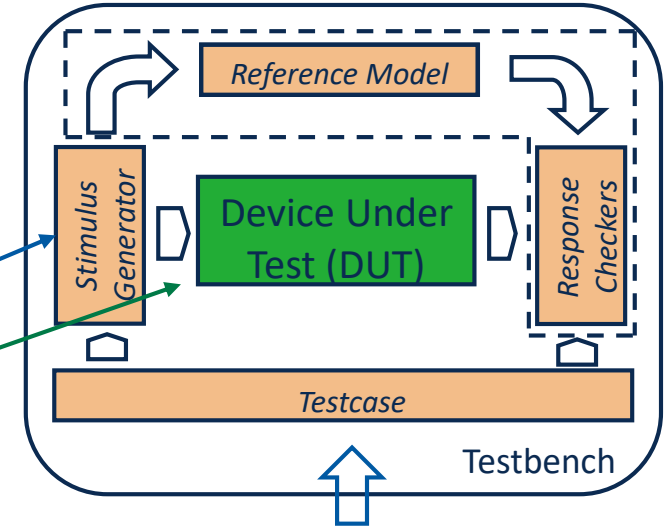 Reference Model
Stimulus
Generator
Device Under
Test (DUT)
Response
Checkers
Testcase
Testbench